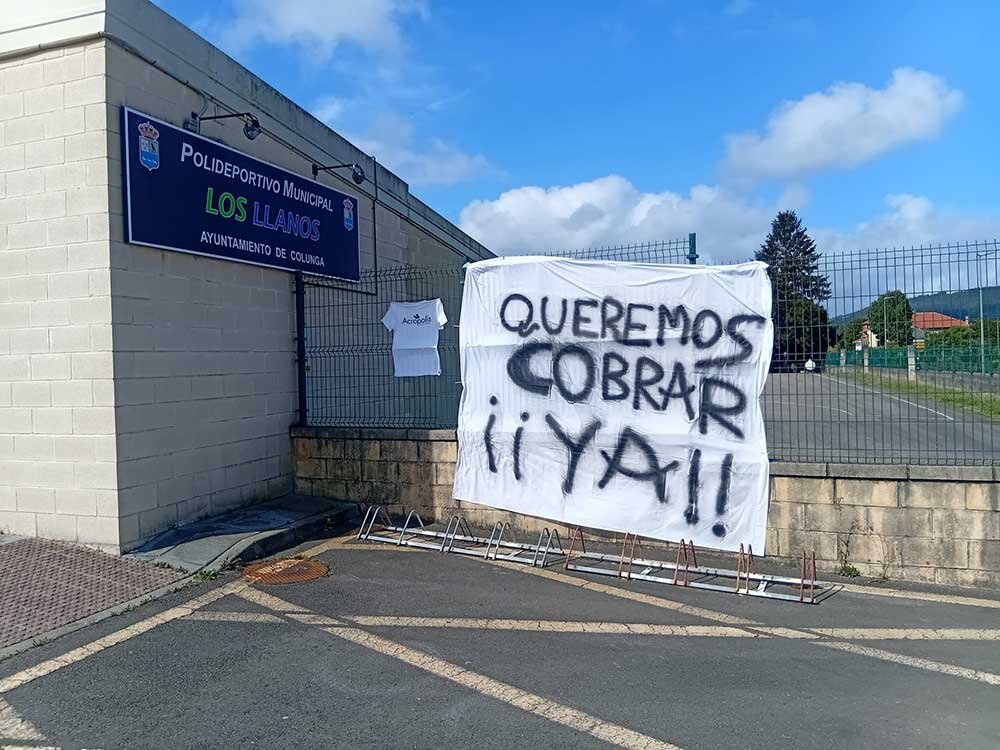 POLIDEPORTIVO MUNICIPAL
LOS LLANOS
AYUNTAMIENTO DE COLUNGA
Acrópolis
QUEREMOS
COBRAR
¡¡YA!!